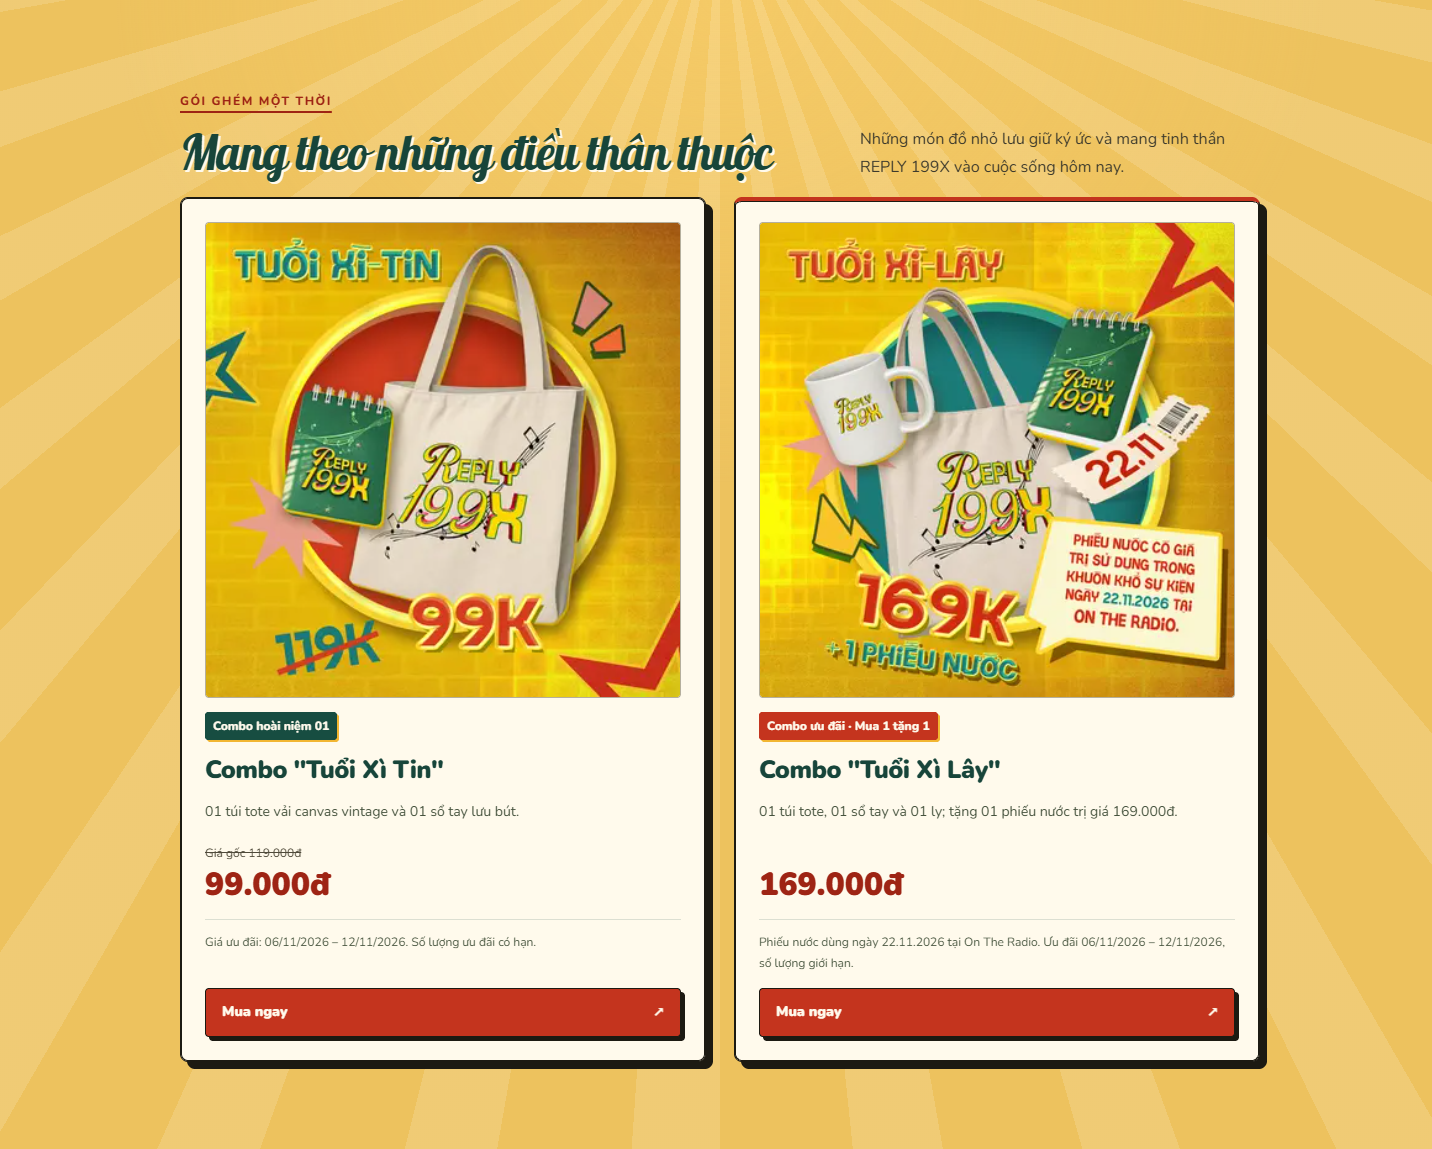 GÓI GHÉM MỘT THỜI
Mang theo những điều thân thuộc
Những món đồ nhỏ lưu giữ ký ức và mang tinh thần
REPLY 199X vào cuộc sống hôm nay.
TUỔi Xì-TiN
REPLY
199X
REPLY
199X
119K
99K
Combo hoài niệm 01
Combo "Tuổi Xì Tin"
01 túi tote vải canvas vintage và 01 sổ tay lưu bút.
Giá gốc 119.000đ
99.000đ
Giá ưu đãi: 06/11/2026 – 12/11/2026. Số lượng ưu đãi có hạn.
Mua ngay ↗
TUỔi Xì-LẦY
REPLY
199X
REPLY
199X
REPLY
199X
22.11
PHIẾU NƯỚC CÓ GIÁ
TRỊ SỬ DỤNG TRONG
KHUÔN KHỔ SỰ KIỆN
NGÀY 22.11.2026 TẠI
ON THE RADiO.
169K
+ 1 PHIẾU NƯỚC
Combo ưu đãi · Mua 1 tặng 1
Combo "Tuổi Xì Lầy"
01 túi tote, 01 sổ tay và 01 ly; tặng 01 phiếu nước trị giá 169.000đ.
169.000đ
Phiếu nước dùng ngày 22.11.2026 tại On The Radio. Ưu đãi 06/11/2026 – 12/11/2026,
số lượng giới hạn.
Mua ngay ↗